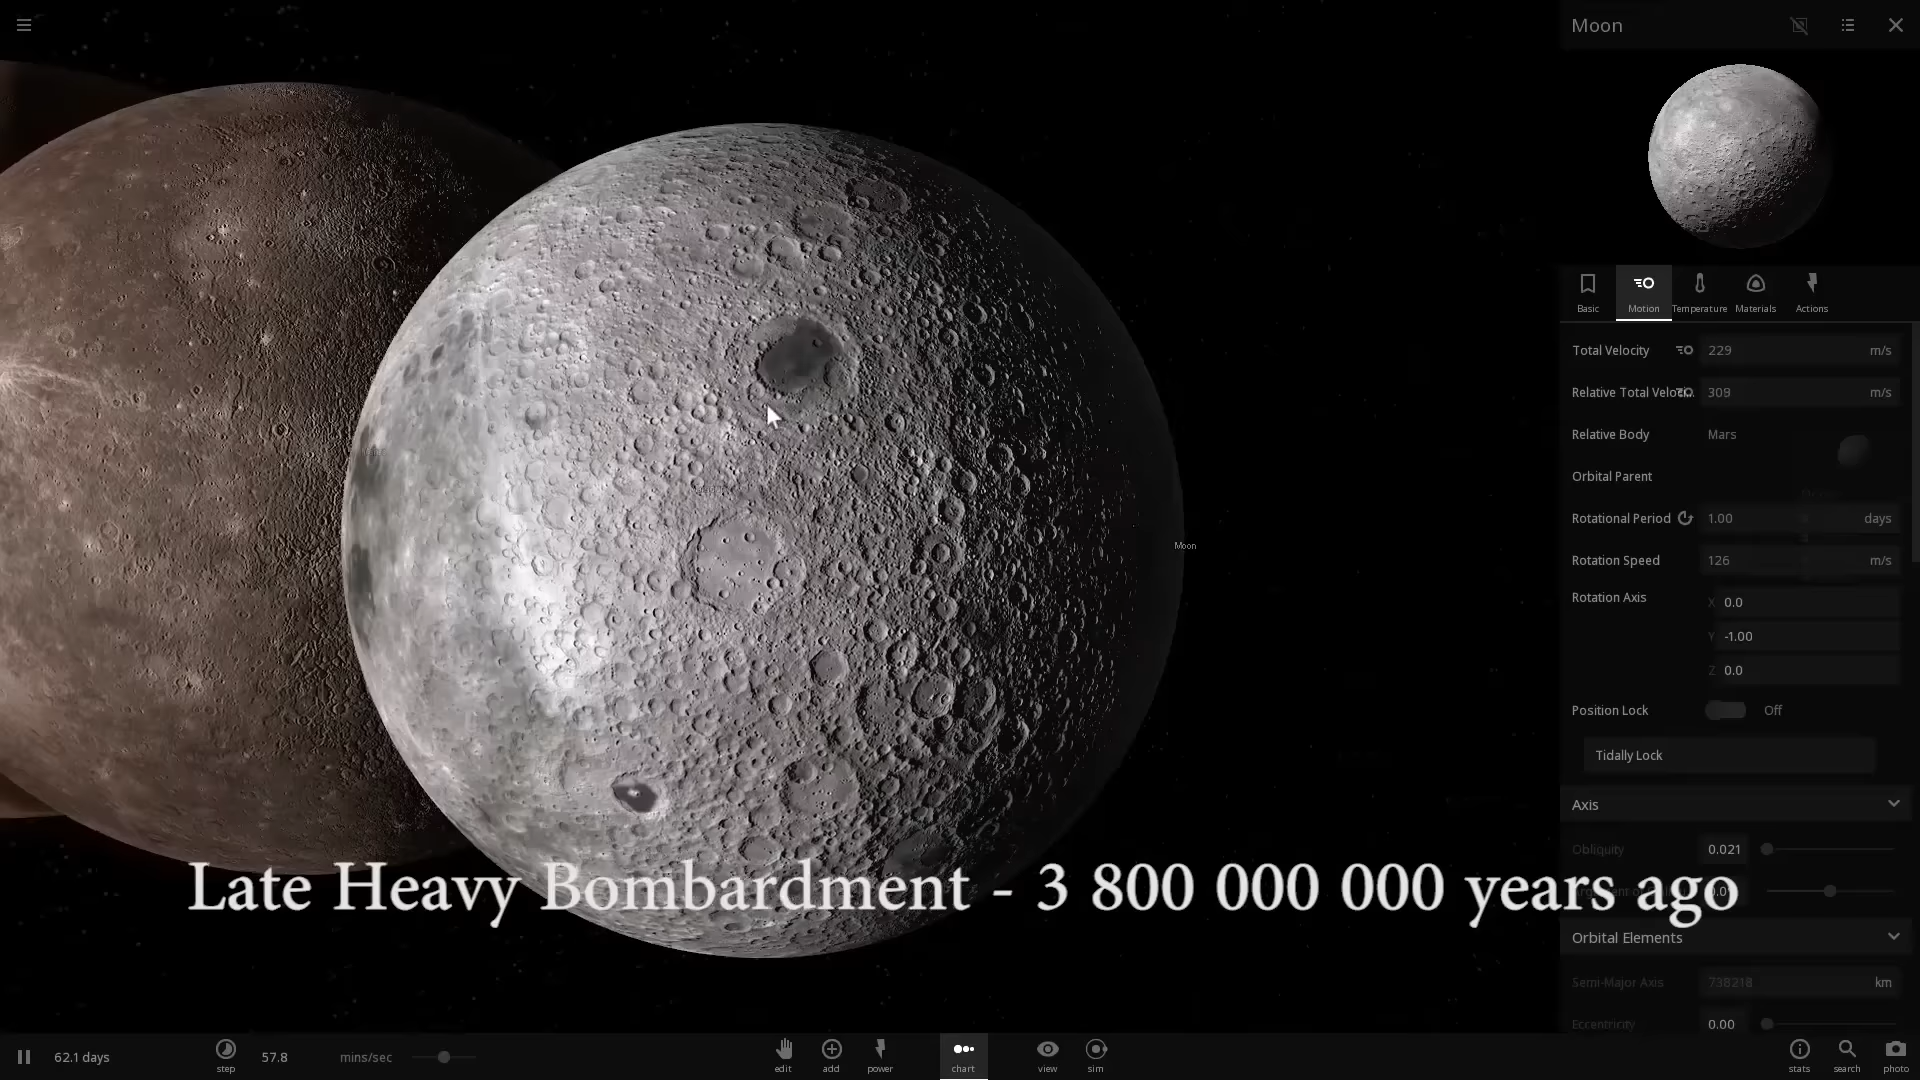 Moon
Basic
Motion
Temperature
Materials
Actions
Total Velocity 229 m/s
Relative Total Veloci... 309 m/s
Relative Body Mars
Orbital Parent
Rotational Period 1.00 days
Rotation Speed 126 m/s
Rotation Axis X 0.0
Y -1.00
Z 0.0
Moon
Position Lock Off
Tidally Lock
Axis
Obliquity 0.021
Late Heavy Bombardment - 3 800 000 000 years ago
Orbital Elements
Semi-Major Axis 738218 km
Eccentricity 0.00
62.1 days
step
57.8 mins/sec
edit
add
power
chart
view
sim
stats
search
photo